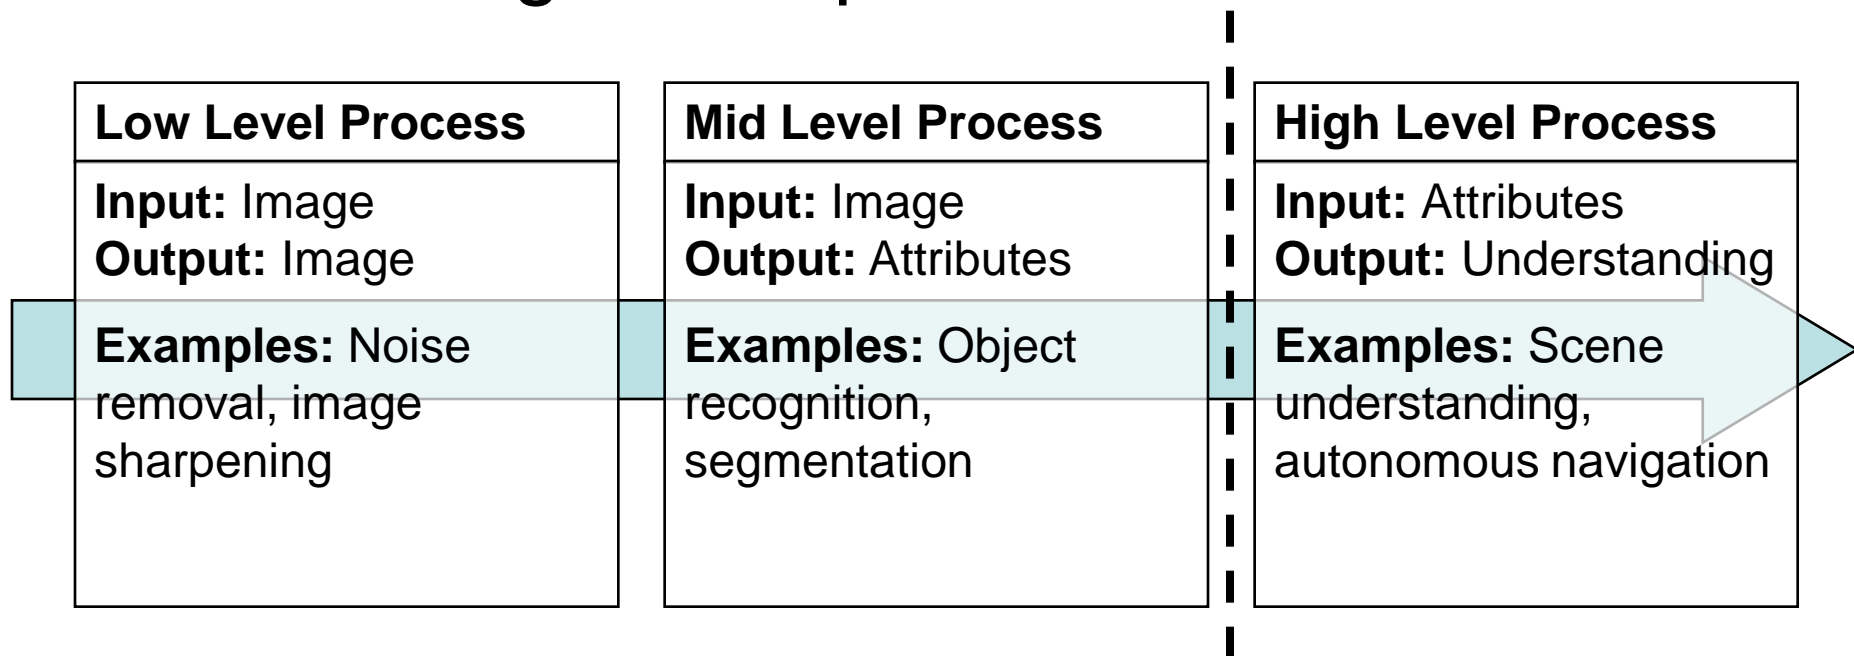 Low Level Process
Input: Image
Output: Image
Examples: Noise
removal, image
sharpening
Mid Level Process
Input: Image
Output: Attributes
Examples: Object
recognition,
segmentation
High Level Process
Input: Attributes
Output: Understanding
Examples: Scene
understanding,
autonomous navigation